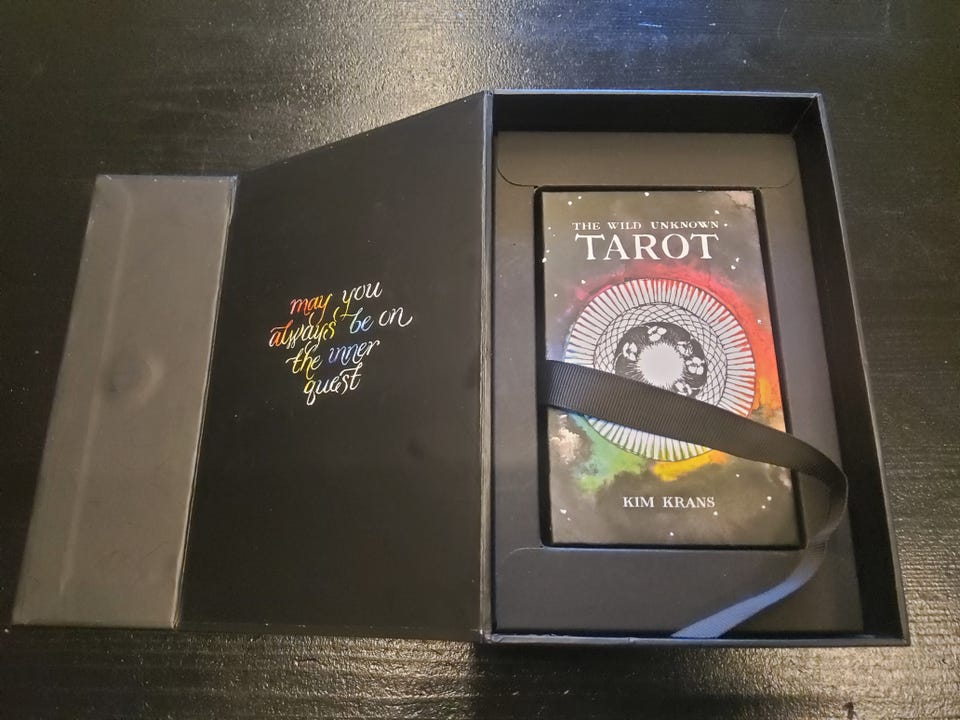 may you
always be on
the inner
quest
THE WILD UNKNOWN
TAROT
KIM KRANS